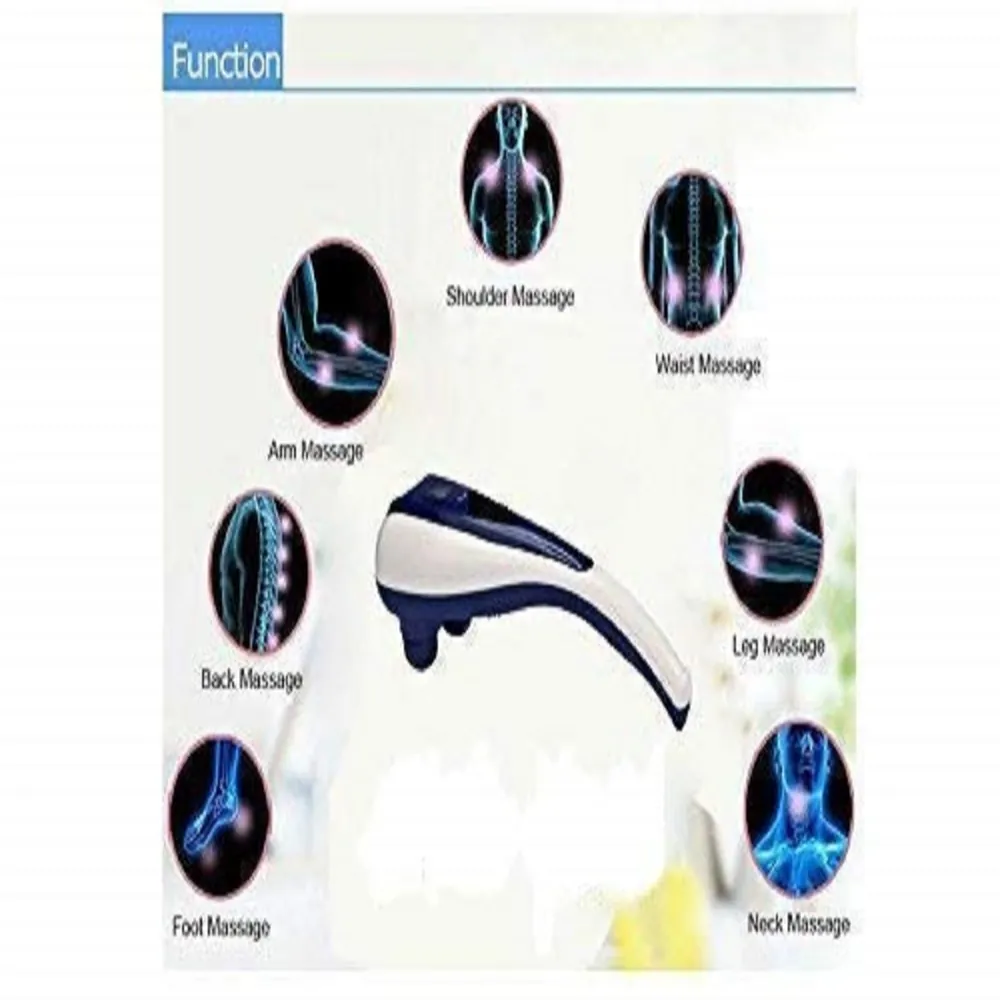 Function
Shoulder Massage
Waist Massage
Arm Massage
Leg Massage
Back Massage
Foot Massage
Neck Massage